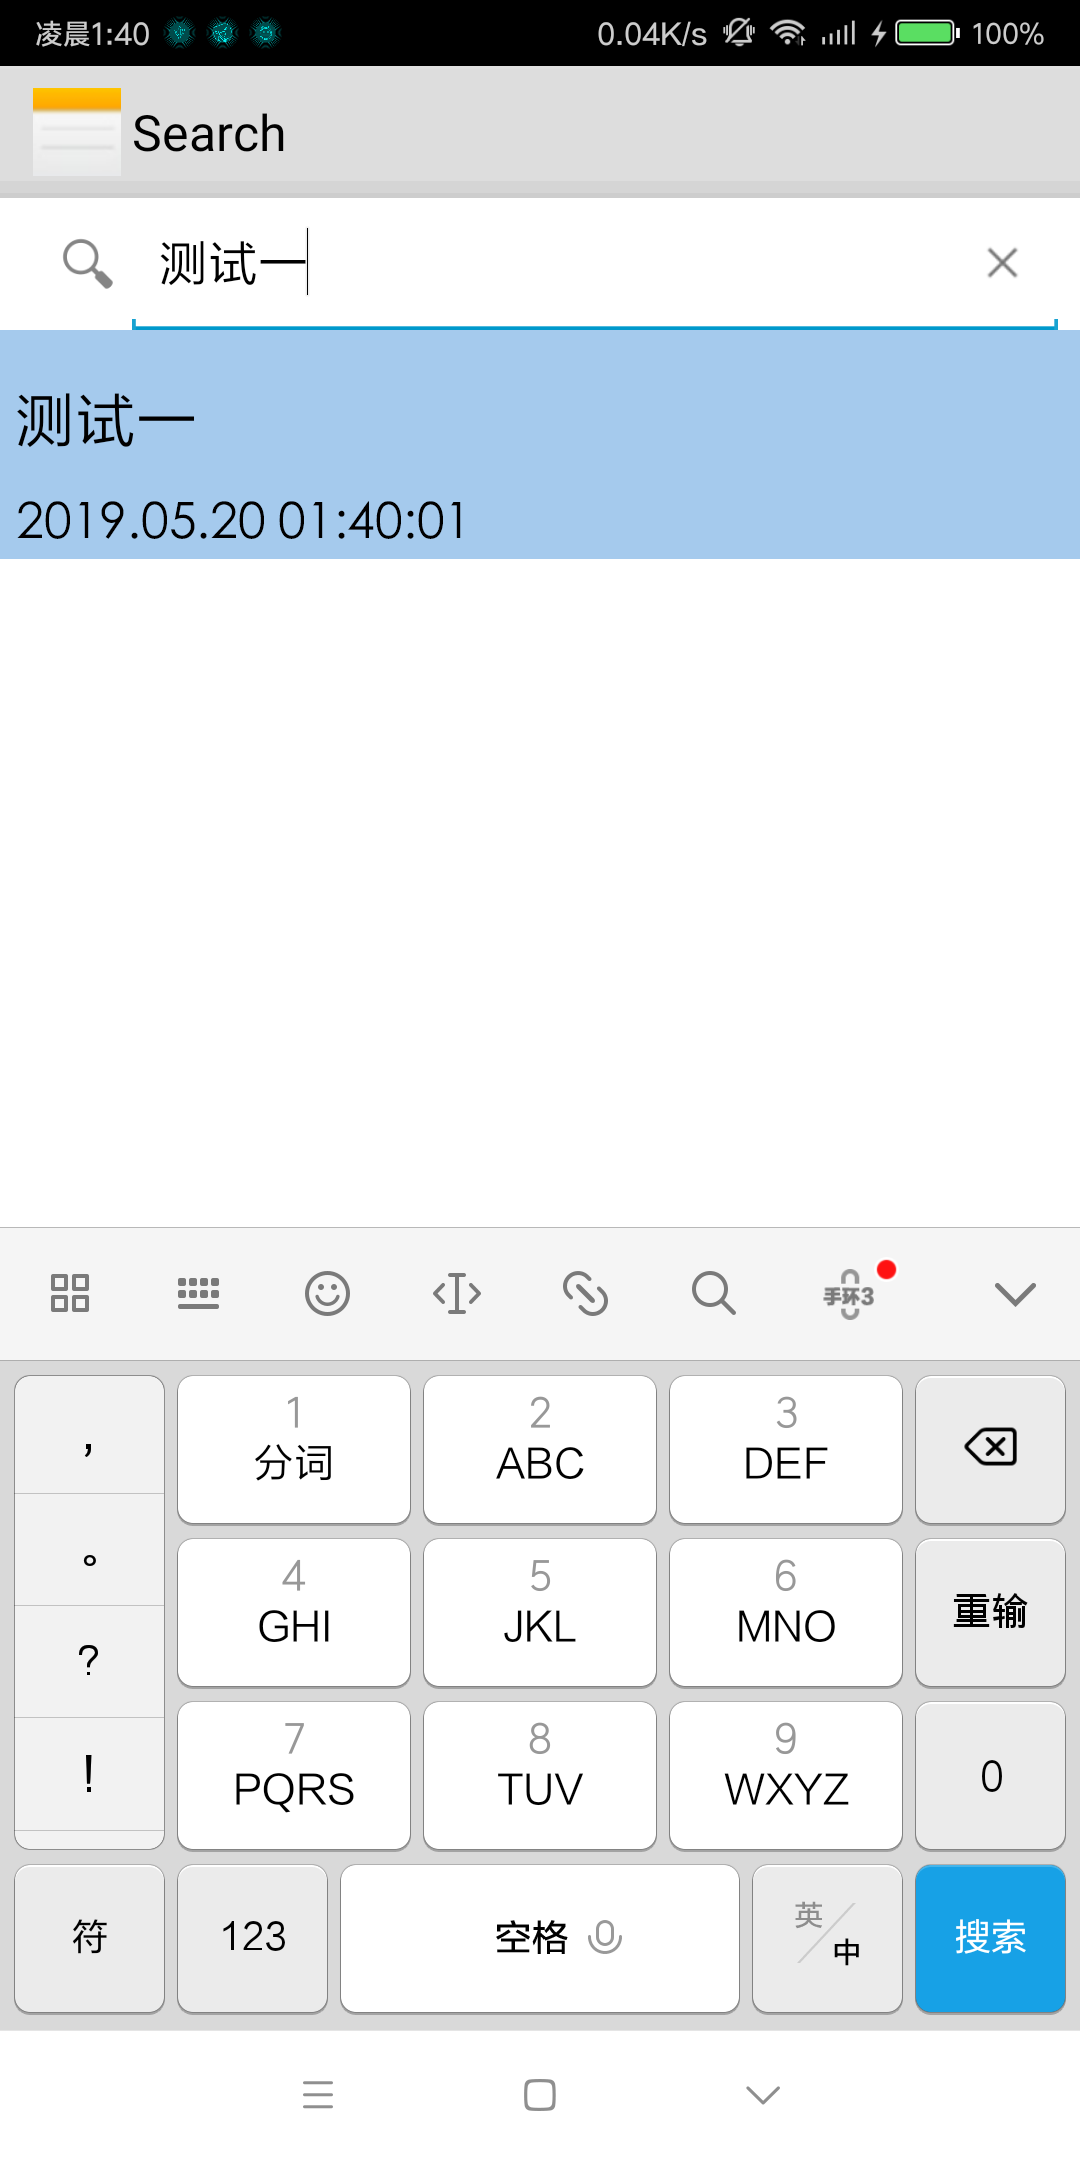 凌晨1:40 0.04K/s 100%
Search
测试一
测试一
2019.05.20 01:40:01
手环3
, 1 2 3
分词 ABC DEF
。 4 5 6
GHI JKL MNO 重输
? 7 8 9
! PQRS TUV WXYZ 0
符 123 空格 英/中 搜索